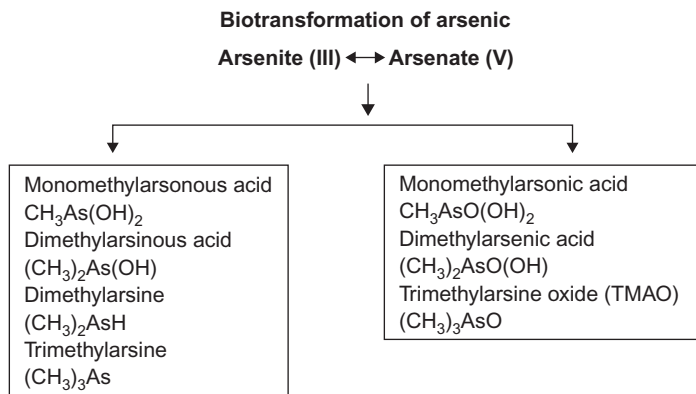 Biotransformation of arsenic
Arsenite (III) ⟷ Arsenate (V)
Monomethylarsonous acid
CH₃As(OH)₂
Dimethylarsinous acid
(CH₃)₂As(OH)
Dimethylarsine
(CH₃)₂AsH
Trimethylarsine
(CH₃)₃As
Monomethylarsonic acid
CH₃AsO(OH)₂
Dimethylarsenic acid
(CH₃)₂AsO(OH)
Trimethylarsine oxide (TMAO)
(CH₃)₃AsO